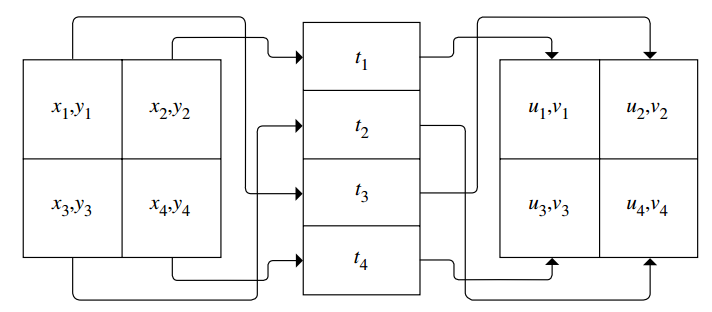 t₁
x₁,y₁ x₂,y₂ u₁,v₁ u₂,v₂
t₂
t₃
x₃,y₃ x₄,y₄ u₃,v₃ u₄,v₄
t₄